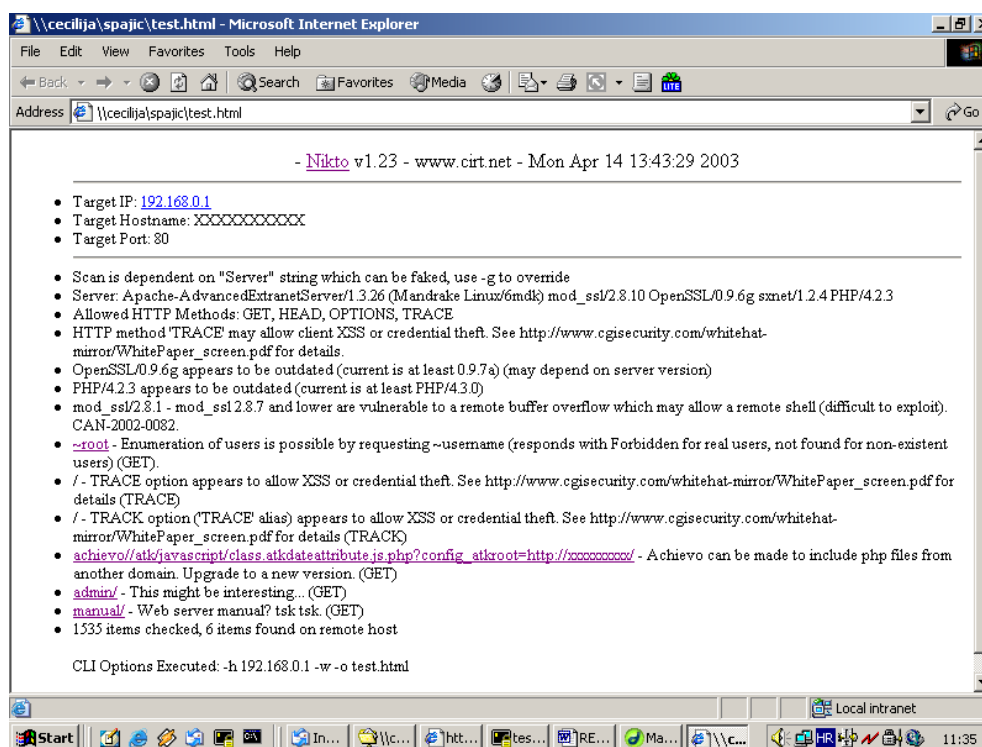 \\cecilija\spajic\test.html - Microsoft Internet Explorer
File Edit View Favorites Tools Help
Back Search Favorites Media LITE
Address \\cecilija\spajic\test.html Go
- Nikto v1.23 - www.cirt.net - Mon Apr 14 13:43:29 2003
Target IP: 192.168.0.1
Target Hostname: XXXXXXXXXXX
Target Port: 80
Scan is dependent on "Server" string which can be faked, use -g to override
Server: Apache-AdvancedExtranetServer/1.3.26 (Mandrake Linux/6mdk) mod_ssl/2.8.10 OpenSSL/0.9.6g sxnet/1.2.4 PHP/4.2.3
Allowed HTTP Methods: GET, HEAD, OPTIONS, TRACE
HTTP method 'TRACE' may allow client XSS or credential theft. See http://www.cgisecurity.com/whitehat-
mirror/WhitePaper_screen.pdf for details.
OpenSSL/0.9.6g appears to be outdated (current is at least 0.9.7a) (may depend on server version)
PHP/4.2.3 appears to be outdated (current is at least PHP/4.3.0)
mod_ssl/2.8.1 - mod_ssl 2.8.7 and lower are vulnerable to a remote buffer overflow which may allow a remote shell (difficult to exploit).
CAN-2002-0082.
~root - Enumeration of users is possible by requesting ~username (responds with Forbidden for real users, not found for non-existent
users) (GET).
/ - TRACE option appears to allow XSS or credential theft. See http://www.cgisecurity.com/whitehat-mirror/WhitePaper_screen.pdf for
details (TRACE)
/ - TRACK option ('TRACE' alias) appears to allow XSS or credential theft. See http://www.cgisecurity.com/whitehat-
mirror/WhitePaper_screen.pdf for details (TRACK)
achievo//atk/javascript/class.atkdateattribute.js.php?config_atkroot=http://xxxxxxxxxx/ - Achievo can be made to include php files from
another domain. Upgrade to a new version. (GET)
admin/ - This might be interesting... (GET)
manual/ - Web server manual? tsk tsk. (GET)
1535 items checked, 6 items found on remote host
CLI Options Executed: -h 192.168.0.1 -w -o test.html
Local intranet
Start In... \\c... htt... tes... RE... Ma... \\c... HR 11:35